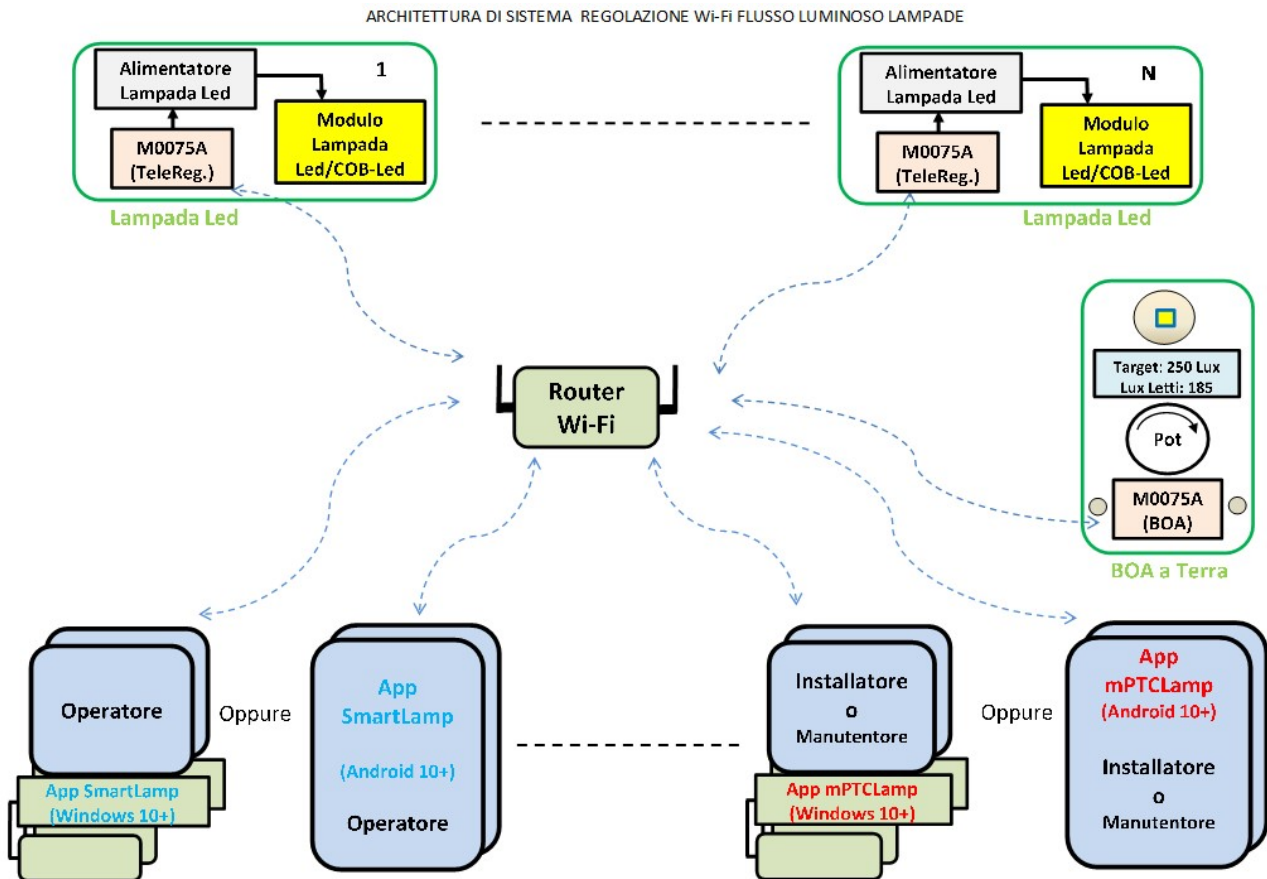 ARCHITETTURA DI SISTEMA REGOLAZIONE Wi-Fi FLUSSO LUMINOSO LAMPADE
Alimentatore
Lampada Led
1
Modulo
Lampada
Led/COB-Led
M0075A
(TeleReg.)
Lampada Led
Alimentatore
Lampada Led
N
Modulo
Lampada
Led/COB-Led
M0075A
(TeleReg.)
Lampada Led
Router
Wi-Fi
Target: 250 Lux
Lux Letti: 185
Pot
M0075A
(BOA)
BOA a Terra
Operatore
App SmartLamp
(Windows 10+)
Oppure
App
SmartLamp
(Android 10+)
Operatore
Installatore
o
Manutentore
App mPTCLamp
(Windows 10+)
Oppure
App
mPTCLamp
(Android 10+)
Installatore
o
Manutentore